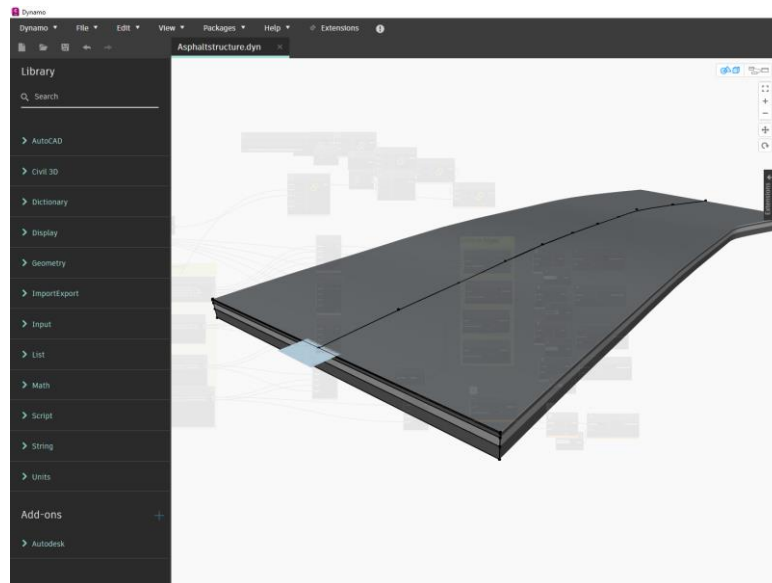 Dynamo
Dynamo File Edit View Packages Help Extensions
Asphaltstructure.dyn
Library
Search
AutoCAD
Civil 3D
Dictionary
Display
Geometry
ImportExport
Input
List
Math
Script
String
Units
Add-ons
Autodesk
Extensions